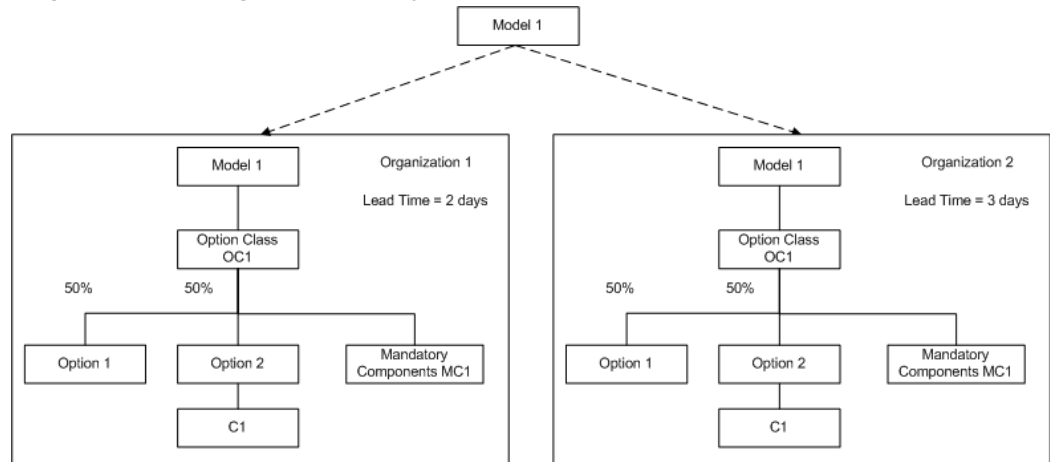 Model 1
Model 1
Organization 1
Lead Time = 2 days
Option Class
OC1
50%
50%
Option 1
Option 2
Mandatory
Components MC1
C1
Model 1
Organization 2
Lead Time = 3 days
Option Class
OC1
50%
50%
Option 1
Option 2
Mandatory
Components MC1
C1